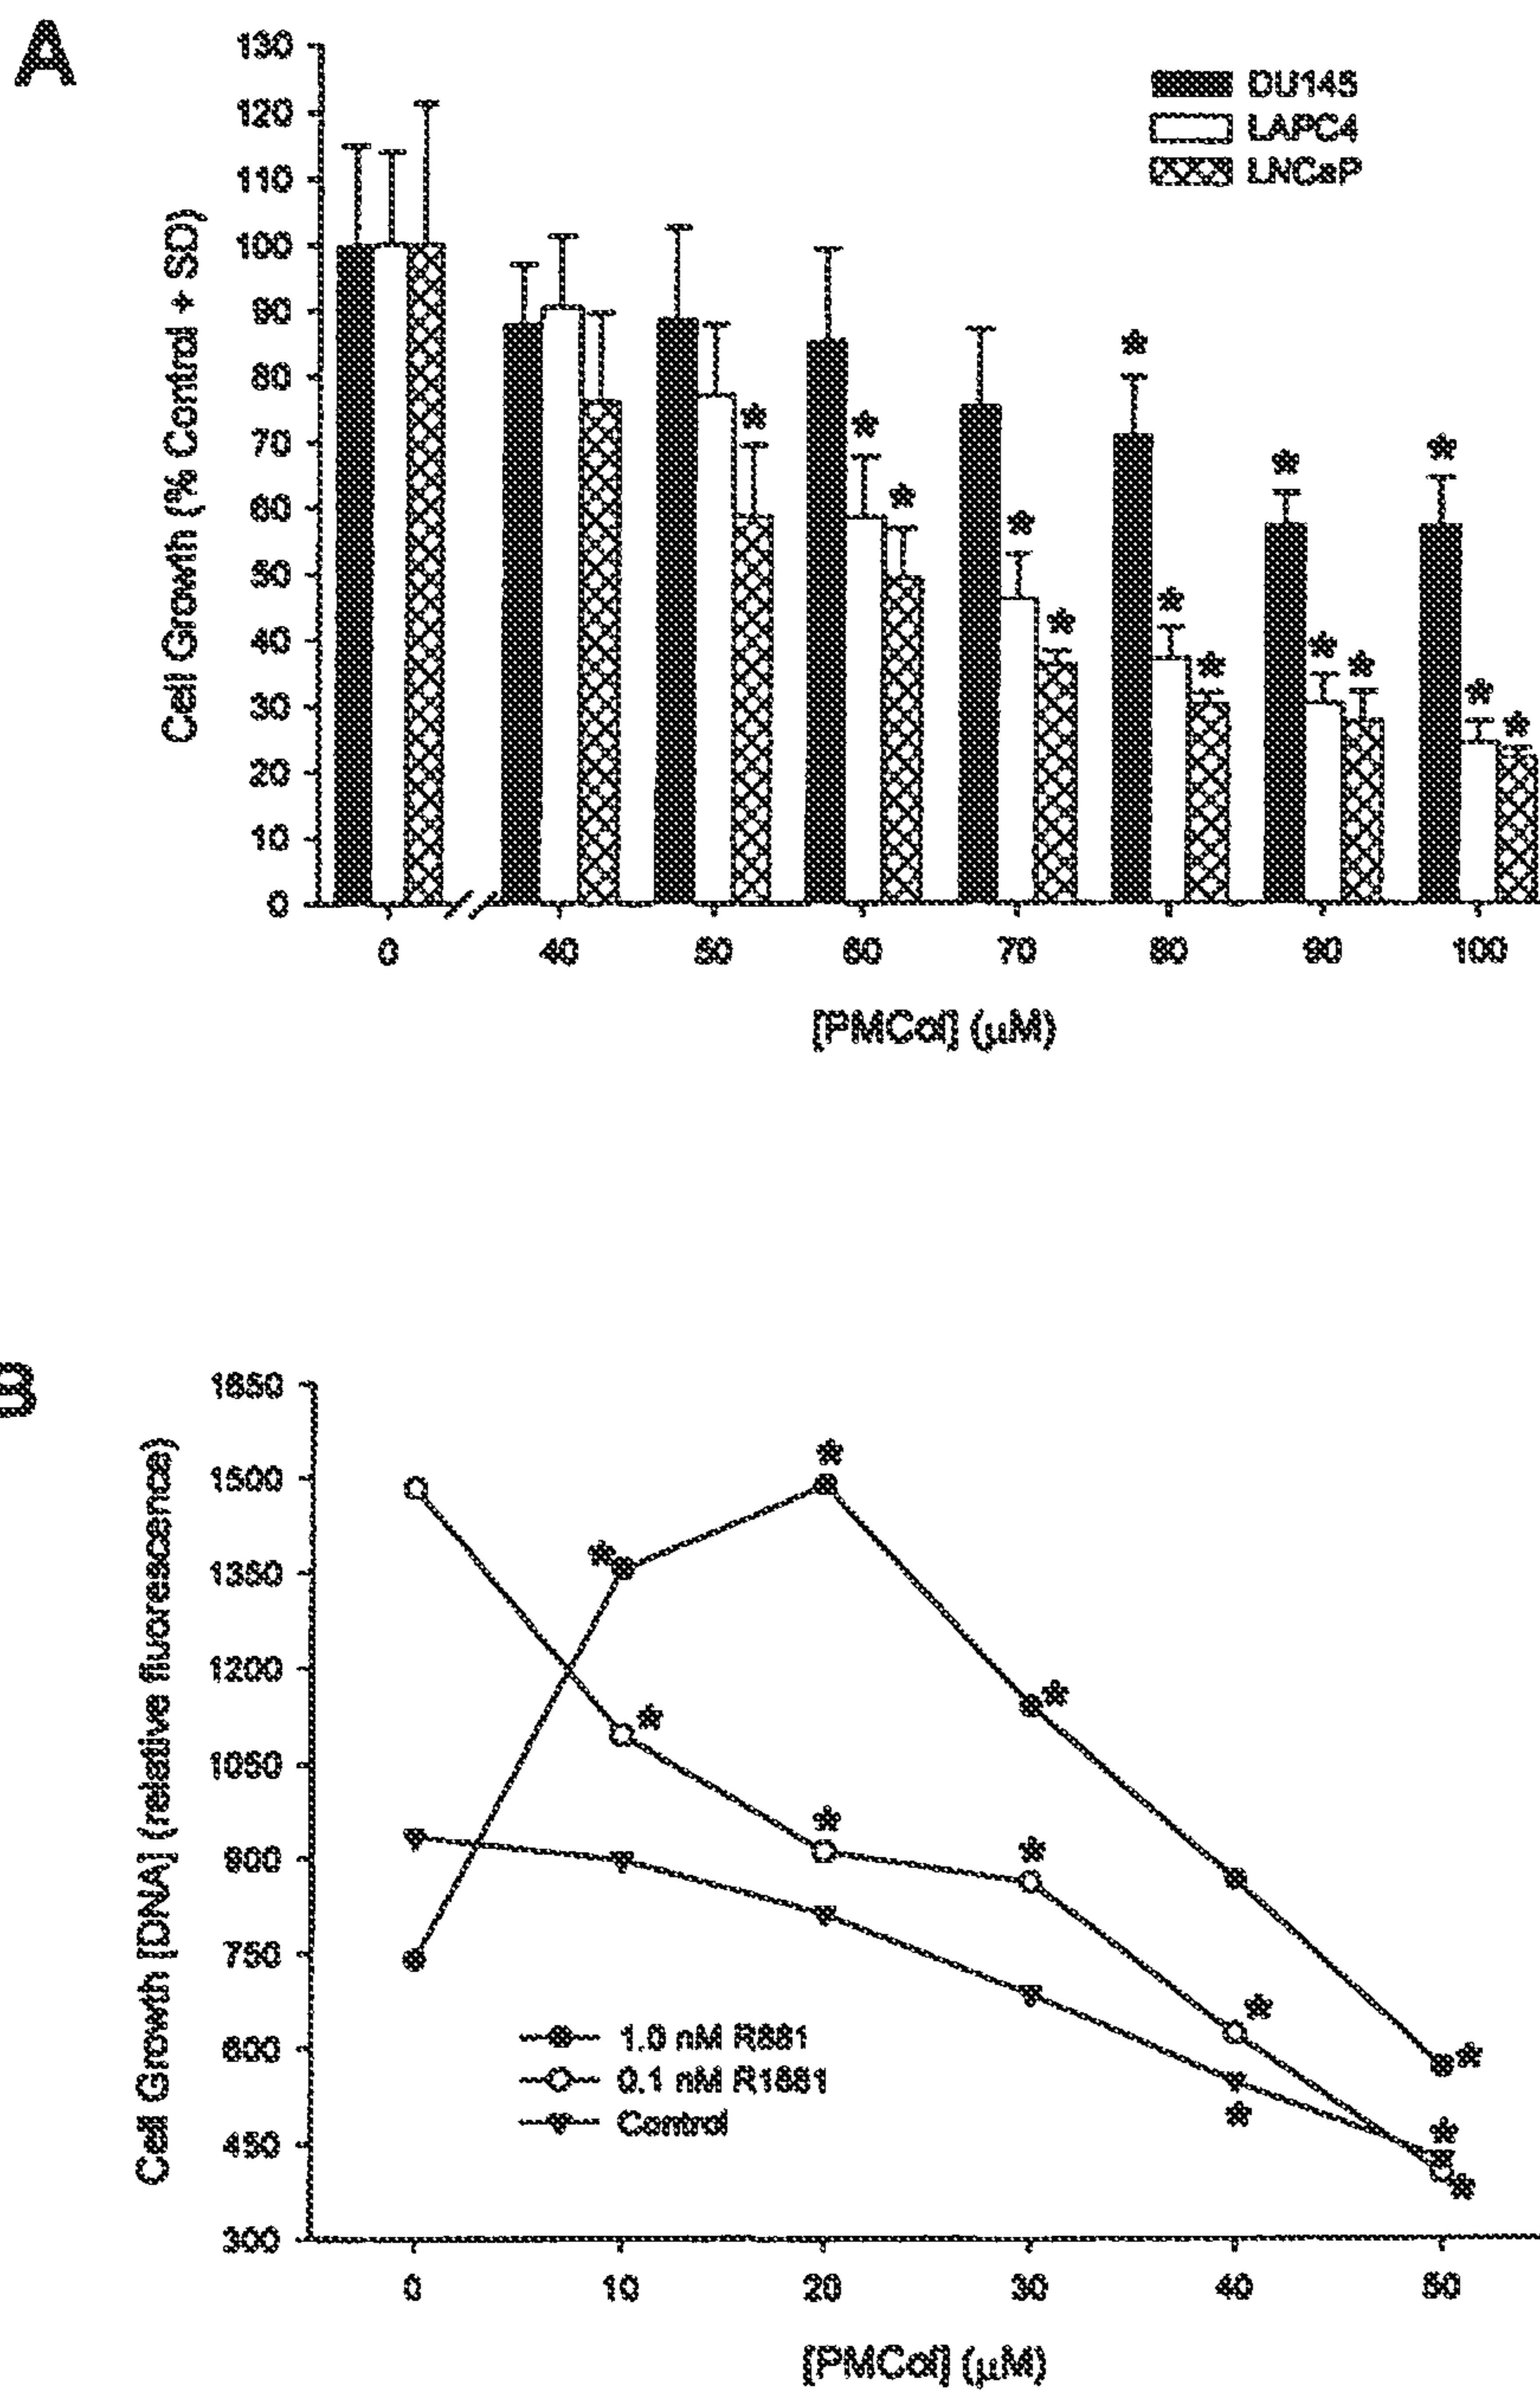 A
130
120
110
100
90
80
70
60
50
40
30
20
10
0
Cell Growth (% Control + SD)
DU145
LAPC4
LNCaP
* * * * * * * * * * * * * *
0 40 50 60 70 80 90 100
[PMCol] (µM)
B
1650
1500
1350
1200
1050
900
750
600
450
300
Cell Growth [DNA] (relative fluorescence)
* * * * * * * * * * *
1.0 nM R881
0.1 nM R1881
Control
0 10 20 30 40 50
[PMCol] (µM)